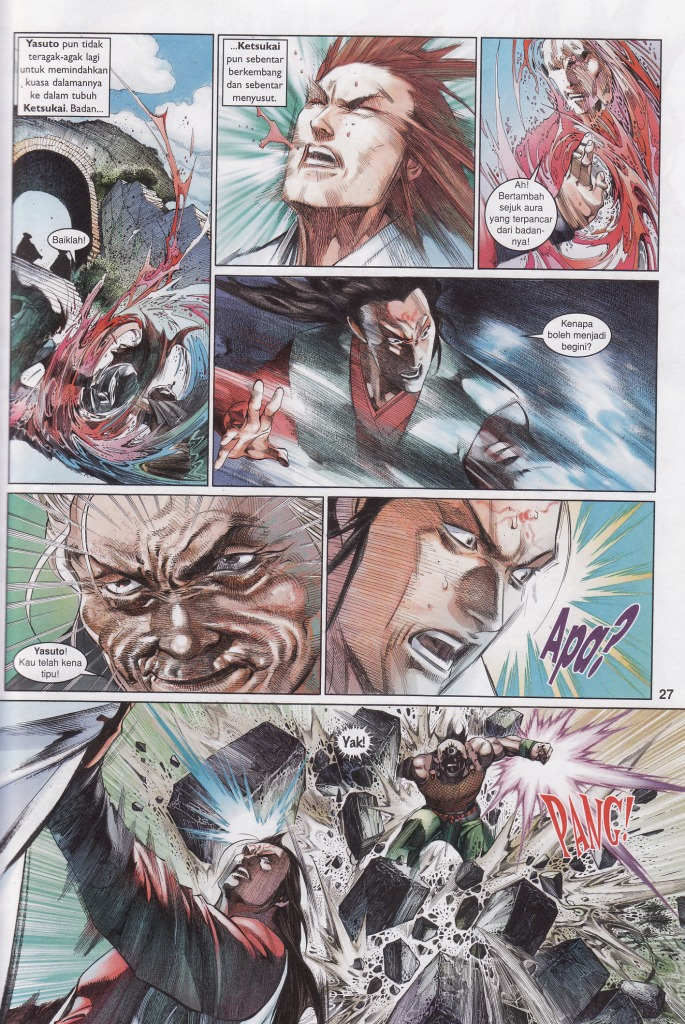 Yasuto pun tidak
teragak-agak lagi
untuk memindahkan
kuasa dalamannya
ke dalam tubuh
Ketsukai. Badan...
Baiklah!
...Ketsukai
pun sebentar
berkembang
dan sebentar
menyusut.
Ah!
Bertambah
sejuk aura
yang terpancar
dari badan-
nya!
Kenapa
boleh menjadi
begini?
Yasuto!
Kau telah kena
tipu!
Apa?
27
Yak!
PANG!